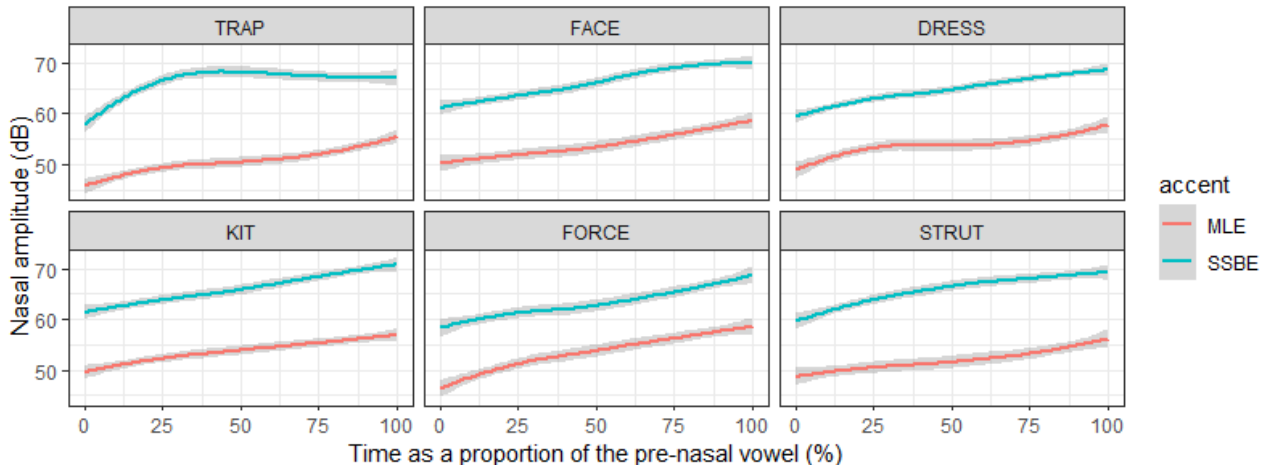 TRAP FACE DRESS
70
60
50
KIT FORCE STRUT
70
60
50
0 25 50 75 100 0 25 50 75 100 0 25 50 75 100
Time as a proportion of the pre-nasal vowel (%)
Nasal amplitude (dB)
accent
MLE
SSBE